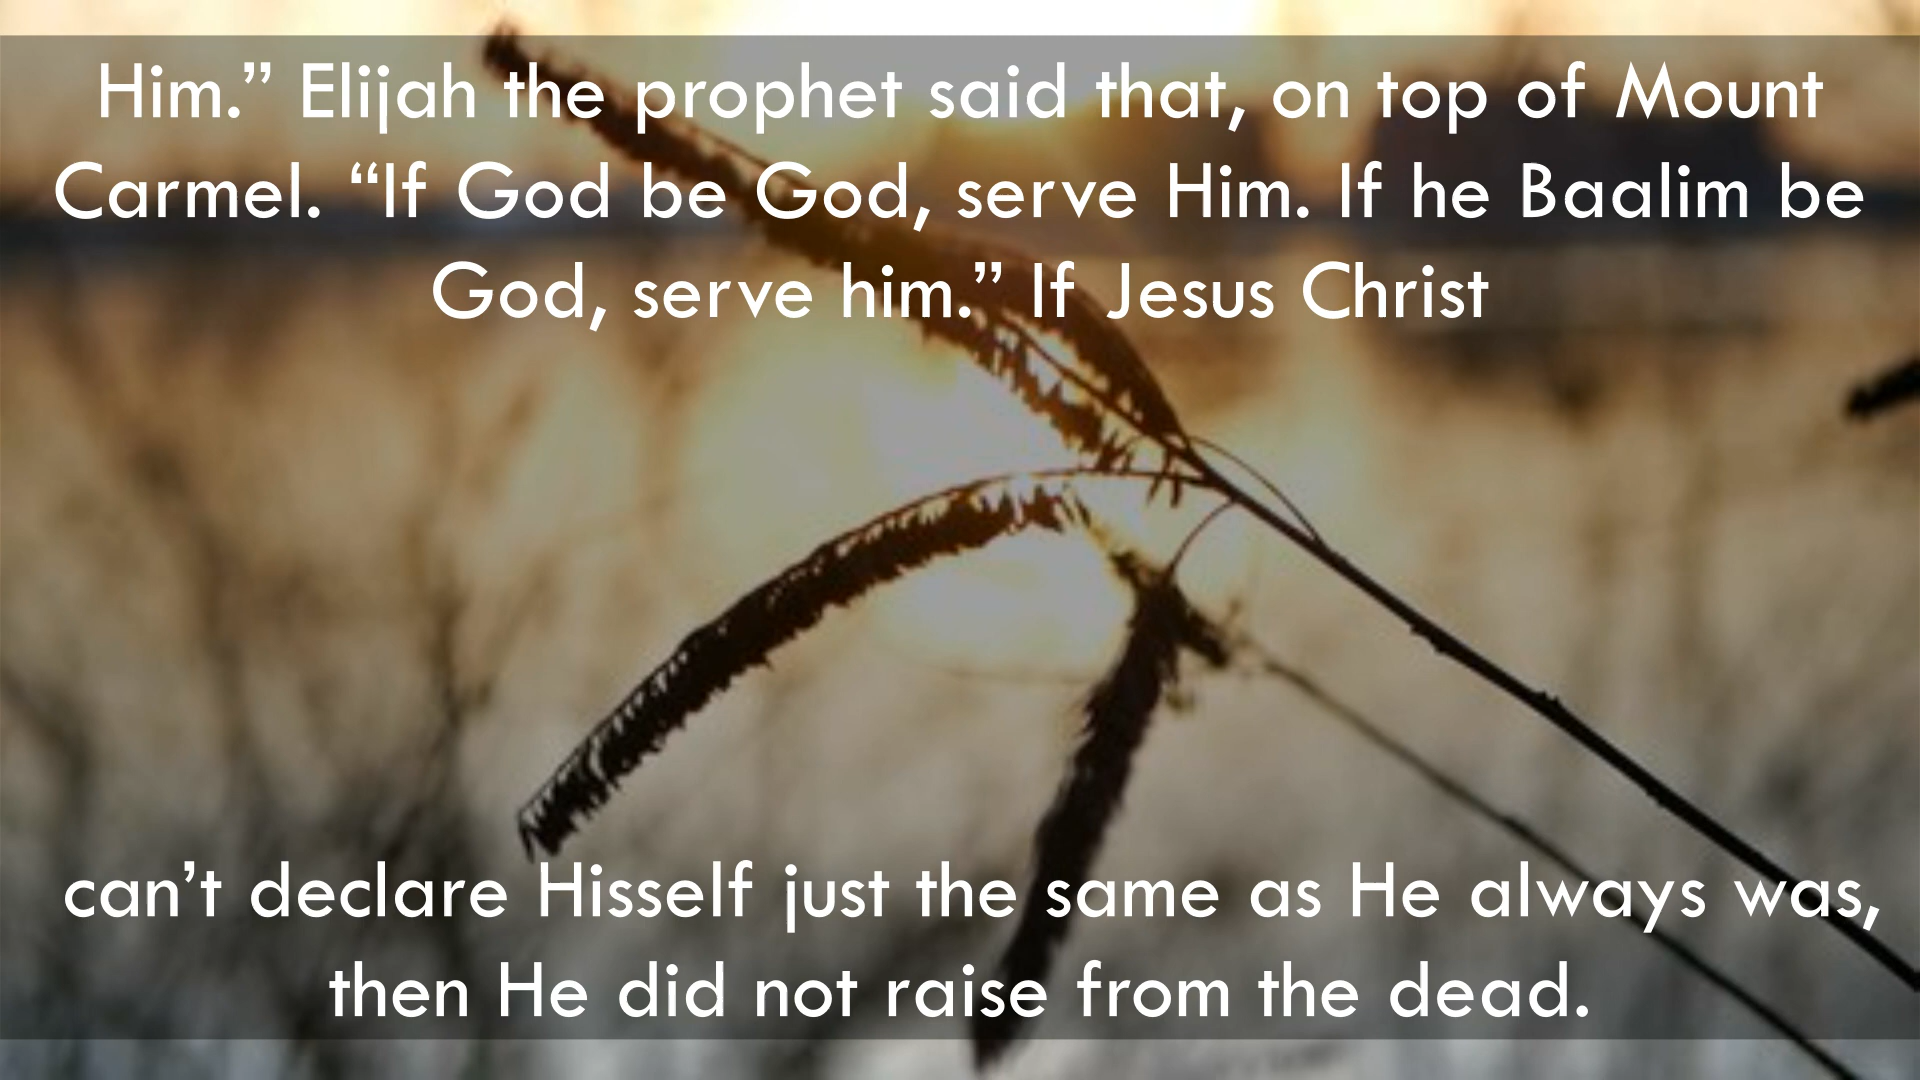 Him.” Elijah the prophet said that, on top of Mount
Carmel. “If God be God, serve Him. If he Baalim be
God, serve him.” If Jesus Christ
can’t declare Hisself just the same as He always was,
then He did not raise from the dead.